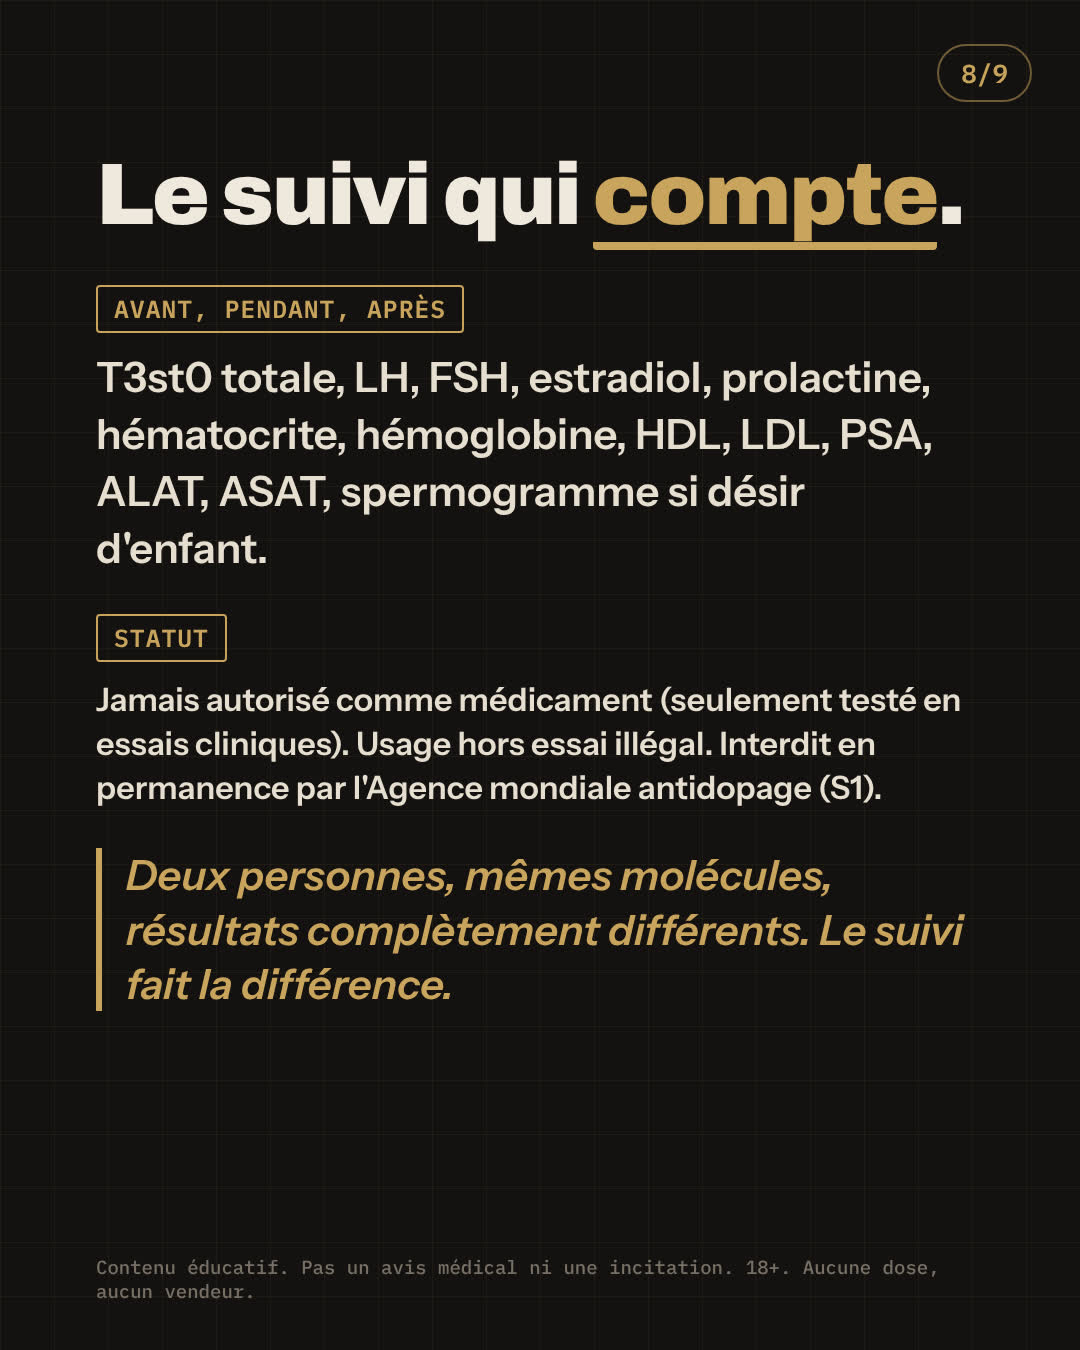 8/9
Le suivi qui compte.
AVANT, PENDANT, APRÈS
T3st0 totale, LH, FSH, estradiol, prolactine,
hématocrite, hémoglobine, HDL, LDL, PSA,
ALAT, ASAT, spermogramme si désir
d'enfant.
STATUT
Jamais autorisé comme médicament (seulement testé en
essais cliniques). Usage hors essai illégal. Interdit en
permanence par l'Agence mondiale antidopage (S1).
Deux personnes, mêmes molécules,
résultats complètement différents. Le suivi
fait la différence.
Contenu éducatif. Pas un avis médical ni une incitation. 18+. Aucune dose,
aucun vendeur.